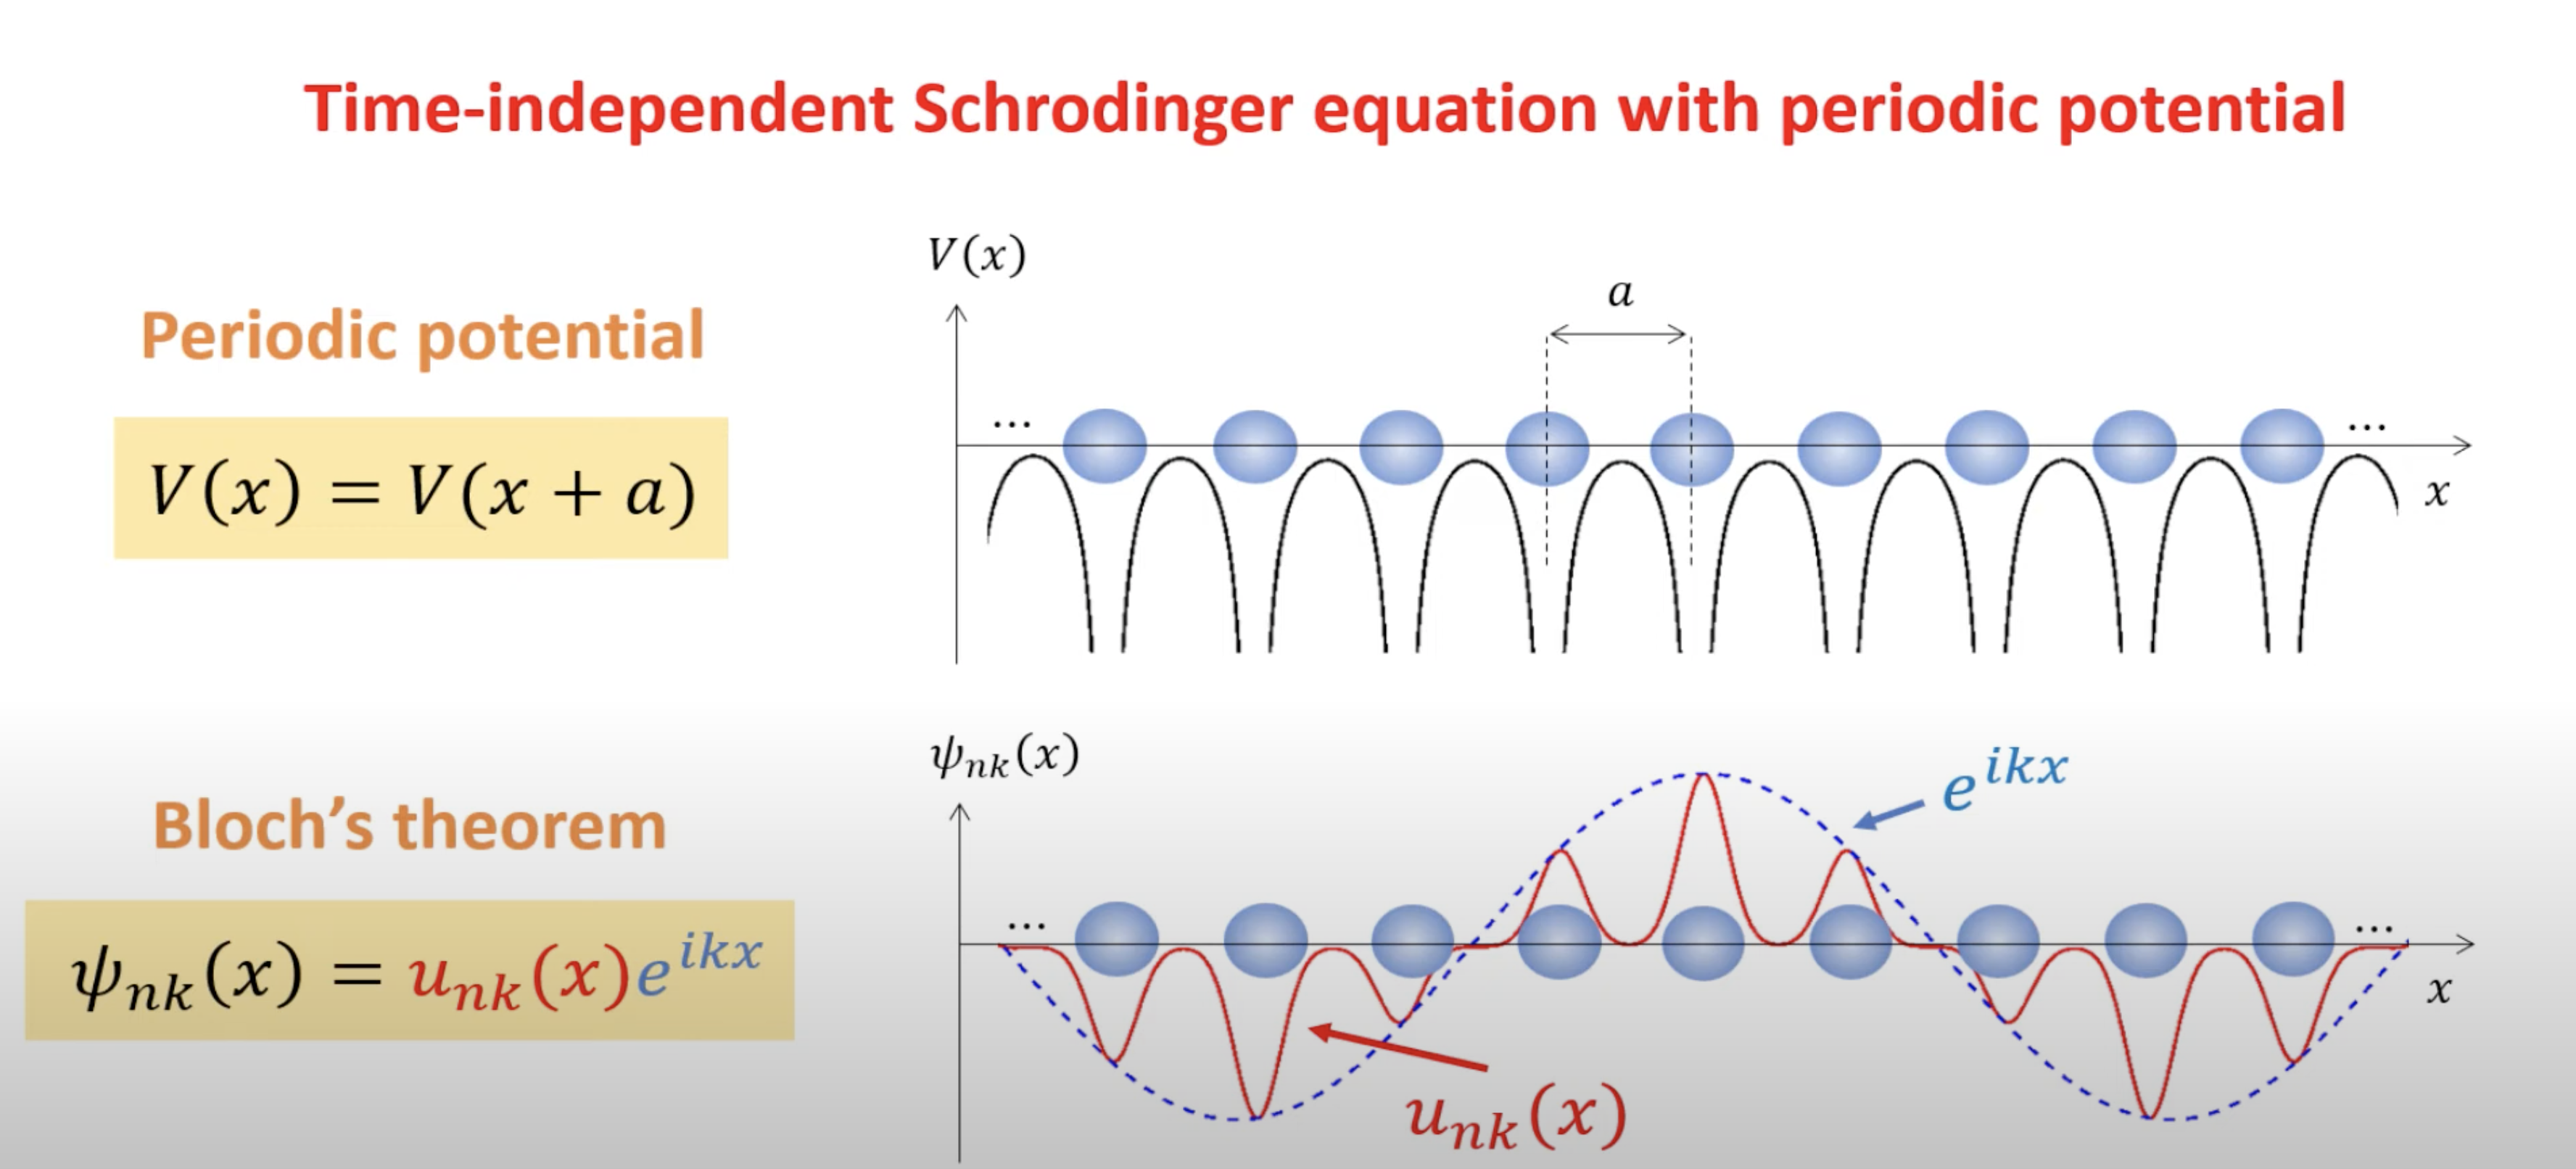 Time-independent Schrodinger equation with periodic potential
V(x)
a
Periodic potential
... ...
V(x) = V(x + a)
x
ψnk(x)
e^{ikx}
Bloch’s theorem
... ...
ψnk(x) = unk(x)e^{ikx}
x
unk(x)